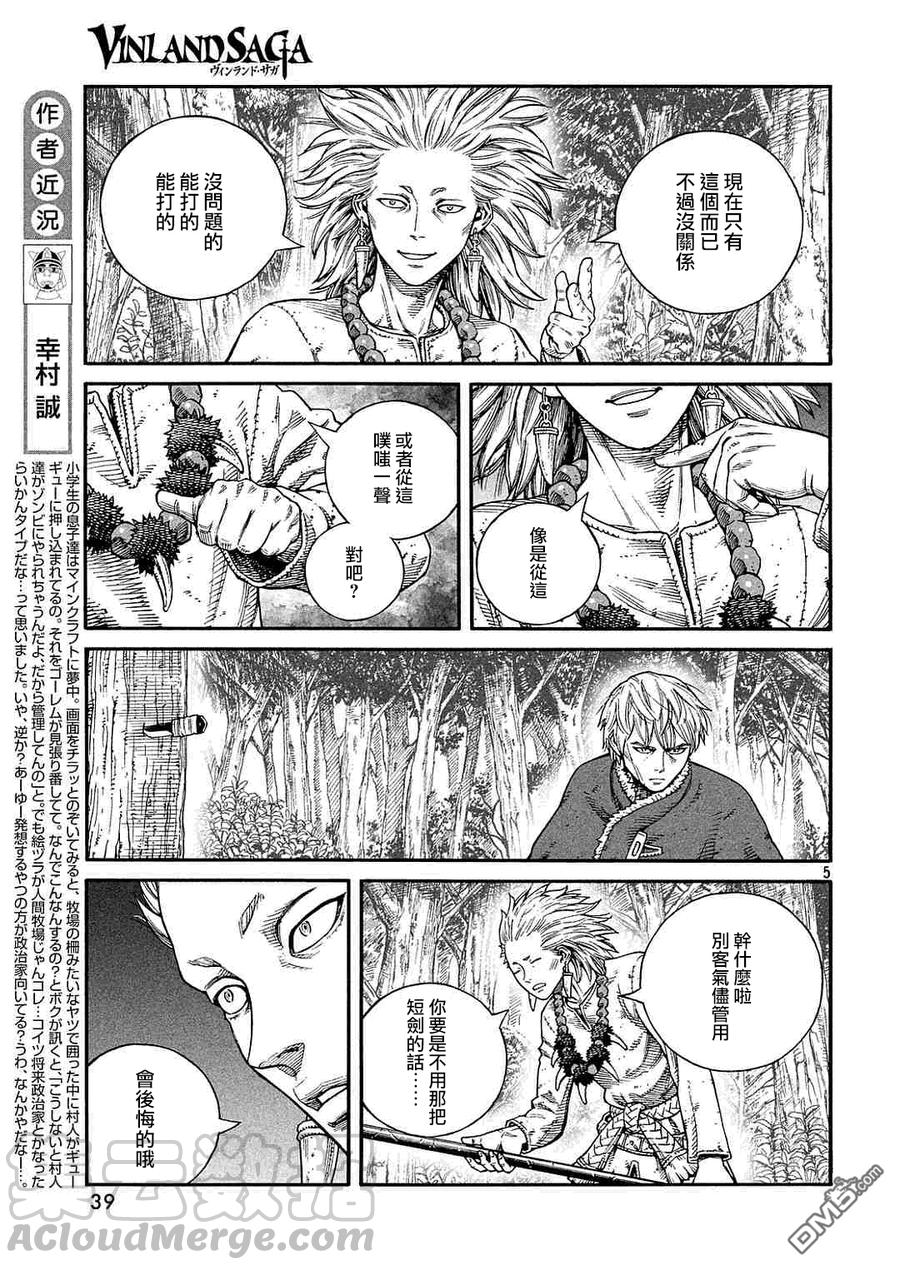 VINLAND SAGA
ヴィンランド・サガ
現在只有
這個而已
不過沒關係
沒問題的
能打的
能打的
像是從這
或者從這
噗嗤一聲
對吧？
5
幹什麼啦
別客氣儘管用
你要是不用那把
短劍的話……
會後悔的哦
作者近況
幸村誠
小学生の息子達はマインクラフトに夢中。画面をチラッとのぞいてみると、牧場の柵みたいなヤツで囲った中に村人がギュー
ギューに押し込まれてるの。それをゴーレムが見張り番してて。なんでこんなんするの？とボクが訊くと、「こうしないと村人
達がゾンビにやられちゃうんだよ、だから管理してんの」と。でも絵ヅラが人間牧場じゃんコレ…コイツ将来政治家とかなった
らいかんタイプだな…って思いました。いや、逆か？あーゆー発想するやつの方が政治家向いてる？うわ、なんかやだな！…。
39
集云数据
ACloudMerge.com
DM5.com